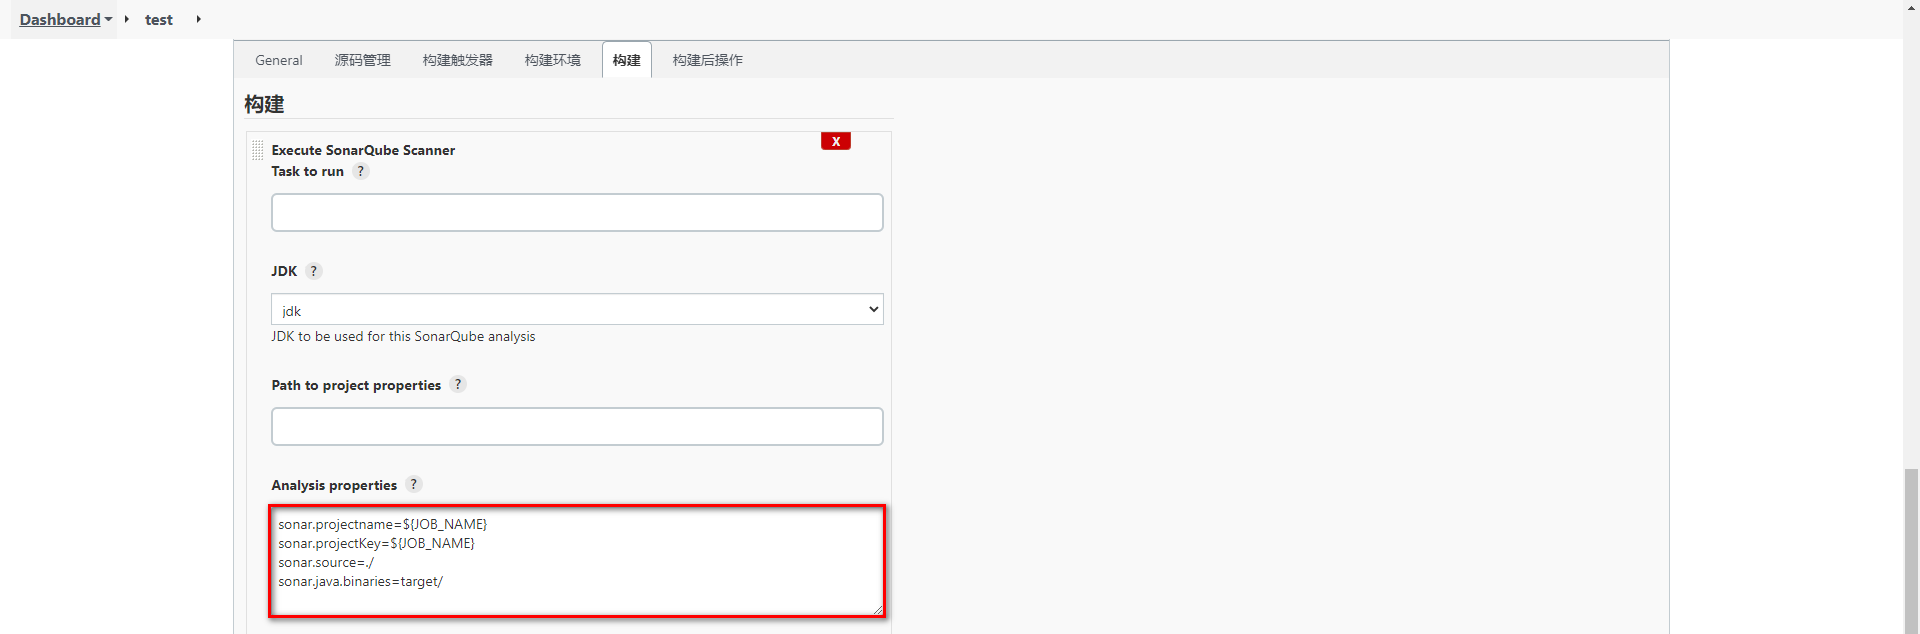 Dashboard test
General 源码管理 构建触发器 构建环境 构建 构建后操作
构建
X
Execute SonarQube Scanner
Task to run ?
JDK ?
jdk
JDK to be used for this SonarQube analysis
Path to project properties ?
Analysis properties ?
sonar.projectname=${JOB_NAME}
sonar.projectKey=${JOB_NAME}
sonar.source=./
sonar.java.binaries=target/